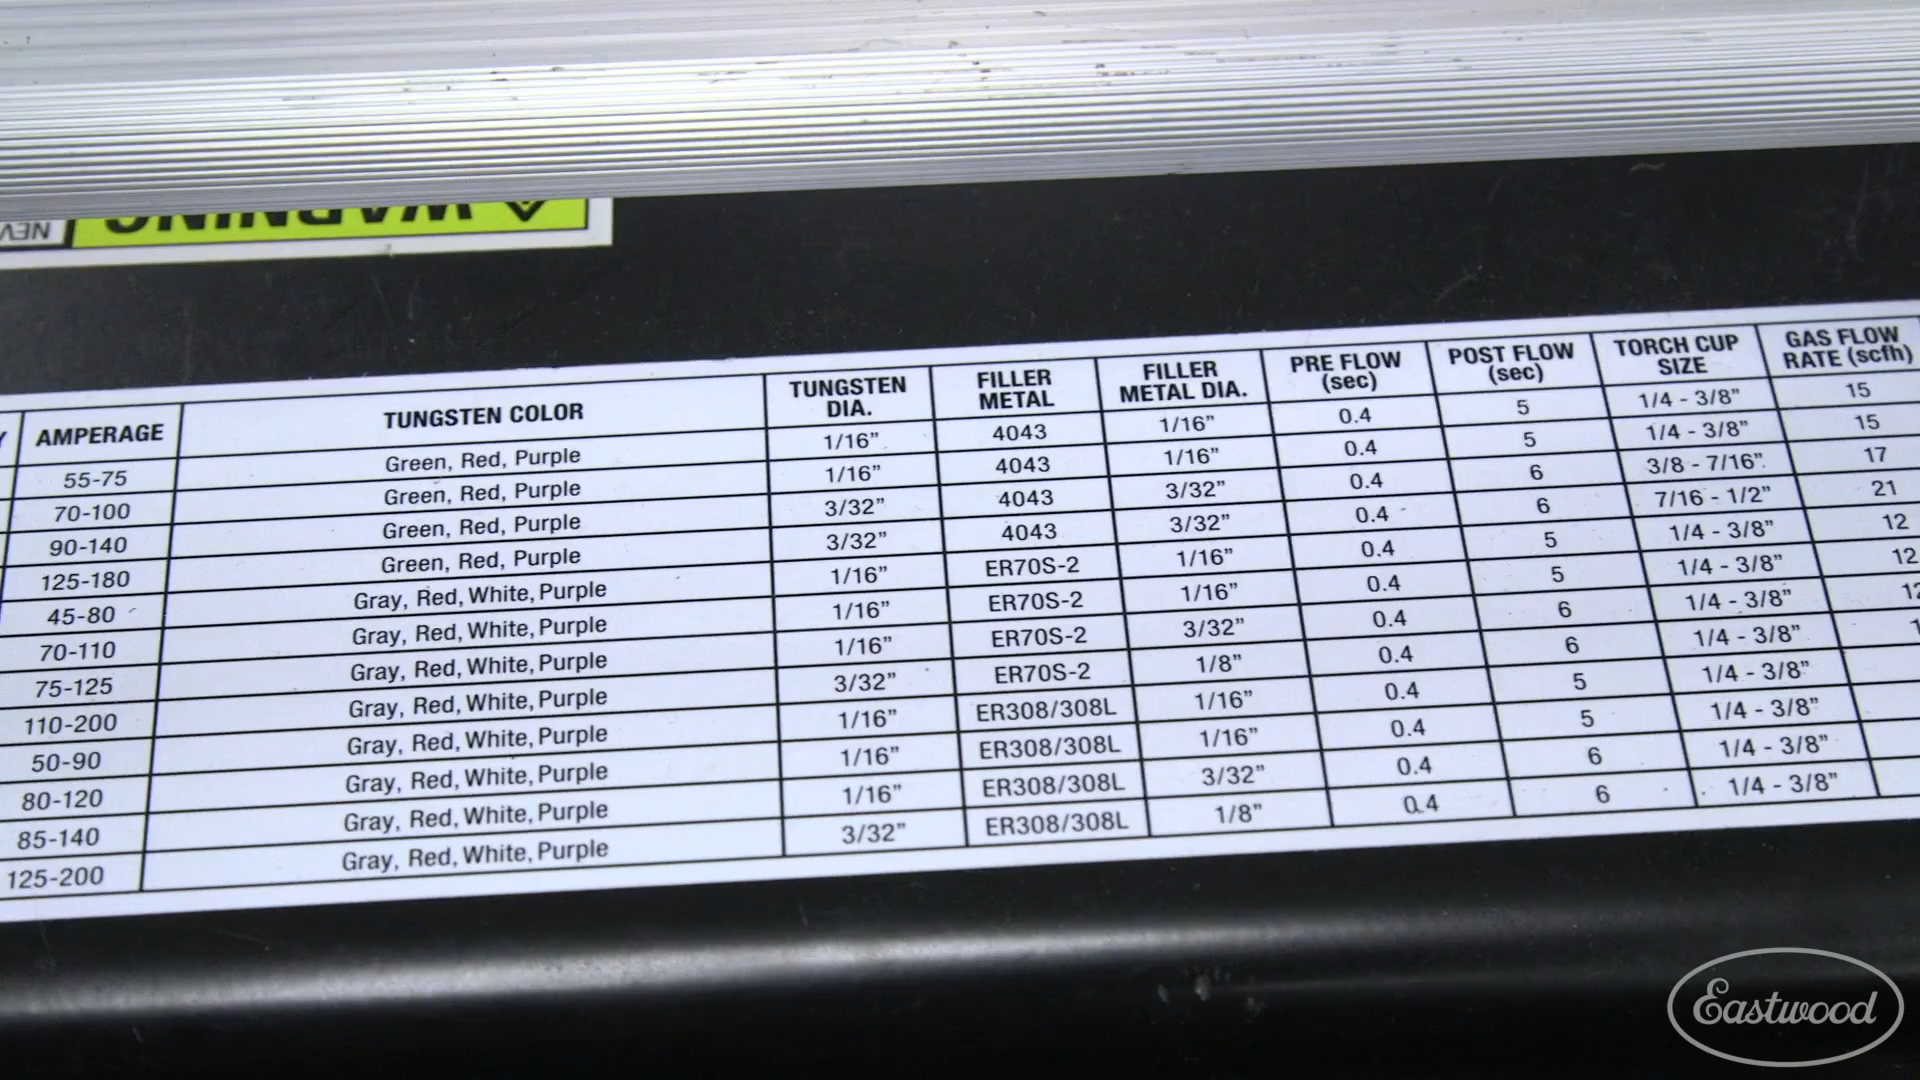 WARNING
NEV
AMPERAGE TUNGSTEN COLOR TUNGSTEN DIA. FILLER METAL FILLER METAL DIA. PRE FLOW (sec) POST FLOW (sec) TORCH CUP SIZE GAS FLOW RATE (scfh)
55-75 Green, Red, Purple 1/16” 4043 1/16” 0.4 5 1/4 - 3/8” 15
70-100 Green, Red, Purple 1/16” 4043 1/16” 0.4 5 1/4 - 3/8” 15
90-140 Green, Red, Purple 3/32” 4043 3/32” 0.4 6 3/8 - 7/16” 17
125-180 Green, Red, Purple 3/32” 4043 3/32” 0.4 6 7/16 - 1/2” 21
45-80 Gray, Red, White, Purple 1/16” ER70S-2 1/16” 0.4 5 1/4 - 3/8” 12
70-110 Gray, Red, White, Purple 1/16” ER70S-2 1/16” 0.4 5 1/4 - 3/8” 12
75-125 Gray, Red, White, Purple 1/16” ER70S-2 3/32” 0.4 6 1/4 - 3/8” 12
110-200 Gray, Red, White, Purple 3/32” ER70S-2 1/8” 0.4 6 1/4 - 3/8”
50-90 Gray, Red, White, Purple 1/16” ER308/308L 1/16” 0.4 5 1/4 - 3/8”
80-120 Gray, Red, White, Purple 1/16” ER308/308L 1/16” 0.4 5 1/4 - 3/8”
85-140 Gray, Red, White, Purple 1/16” ER308/308L 3/32” 0.4 6 1/4 - 3/8”
125-200 Gray, Red, White, Purple 3/32” ER308/308L 1/8” 0.4 6 1/4 - 3/8”
Eastwood